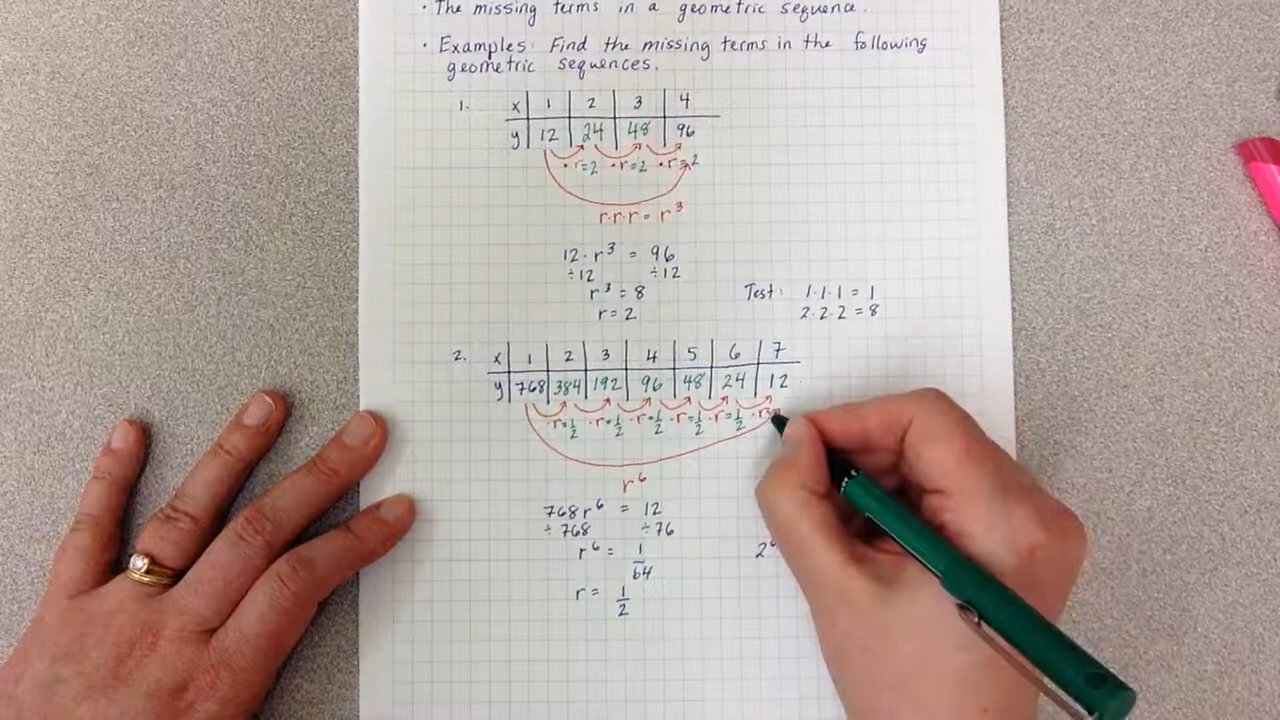 · The missing terms in a geometric sequence.
· Examples: Find the missing terms in the following
geometric sequences.
1. x 1 2 3 4
y 12 24 48 96
·r=2 ·r=2 ·r=2
r·r·r = r³
12·r³ = 96
÷12 ÷12
r³ = 8 Test: 1·1·1 = 1
r = 2 2·2·2 = 8
2. x 1 2 3 4 5 6 7
y 768 384 192 96 48 24 12
·r=1/2 ·r=1/2 ·r=1/2 ·r=1/2 ·r=1/2 ·r=
r⁶
768r⁶ = 12
÷768 ÷76
r⁶ = 1/64 2⁶
r = 1/2